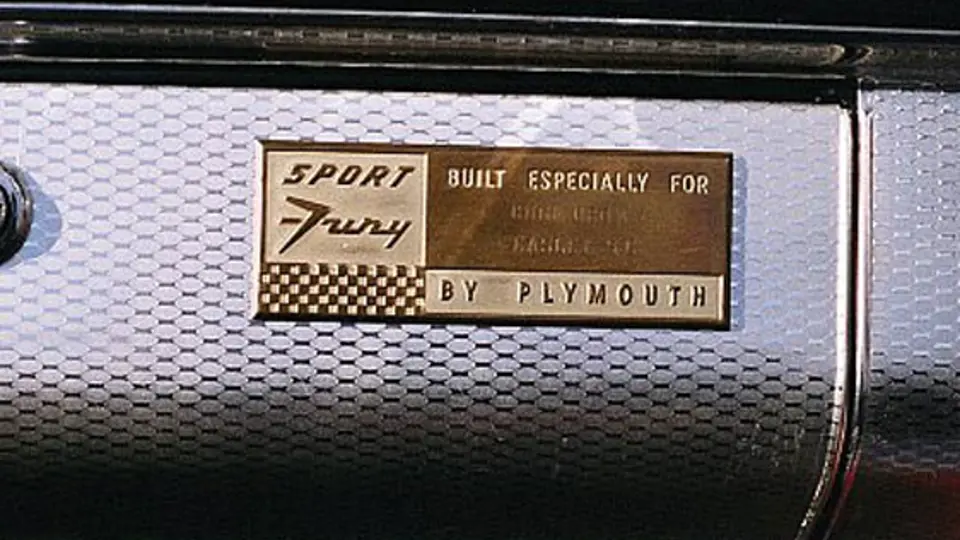 SPORT
Fury
BUILT ESPECIALLY FOR
BY PLYMOUTH